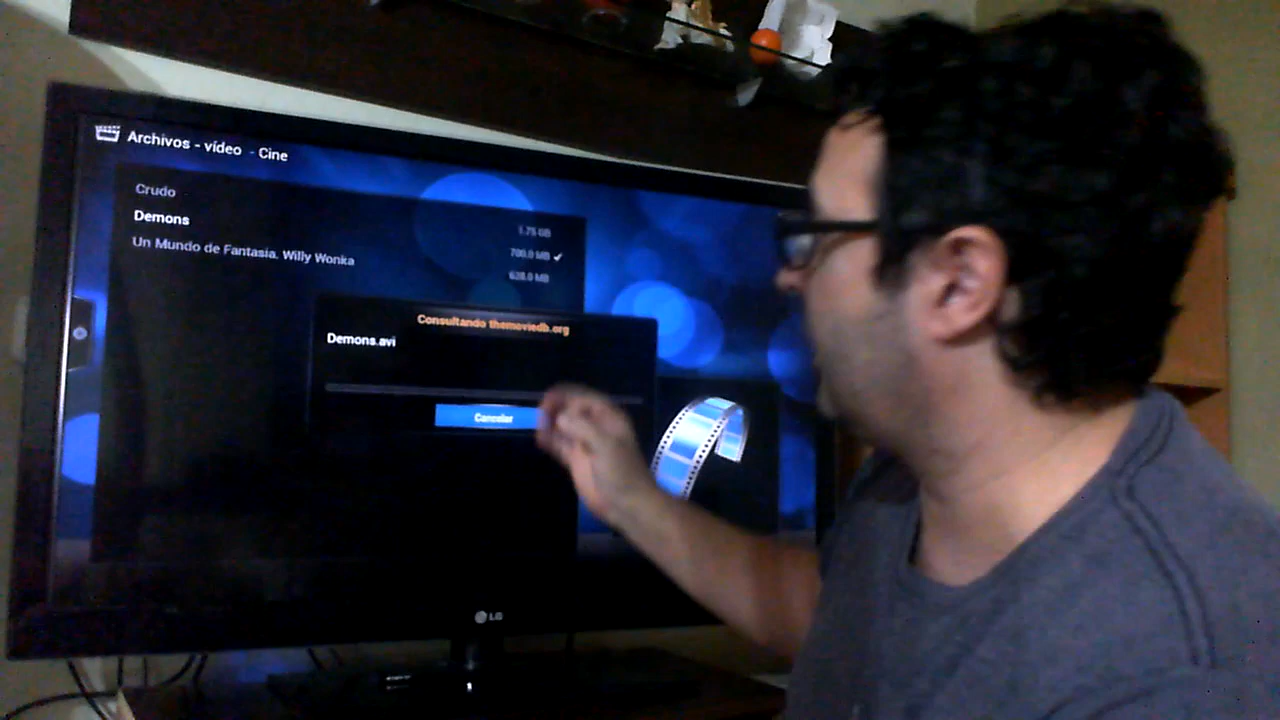 Archivos - vídeo - Cine
Crudo
Demons
1.75 GB
Un Mundo de Fantasía. Willy Wonka
700.0 MB
628.0 MB
Consultando themoviedb.org
Demons.avi
Cancelar
LG